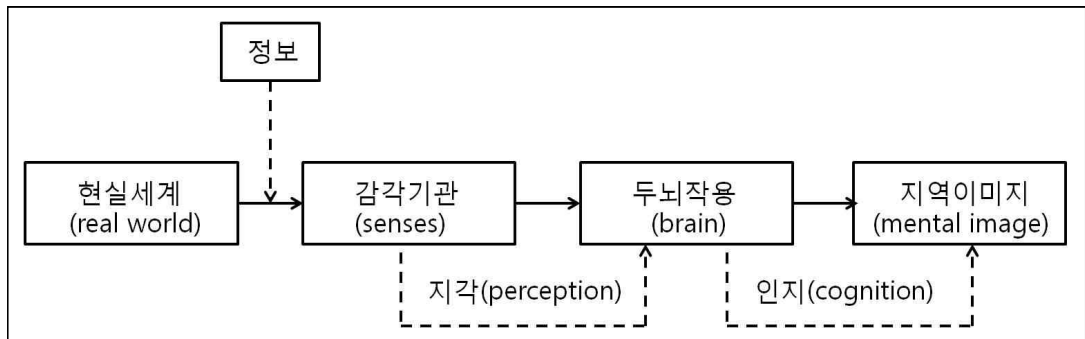 정보
현실세계
(real world)
감각기관
(senses)
두뇌작용
(brain)
지역이미지
(mental image)
지각(perception)
인지(cognition)